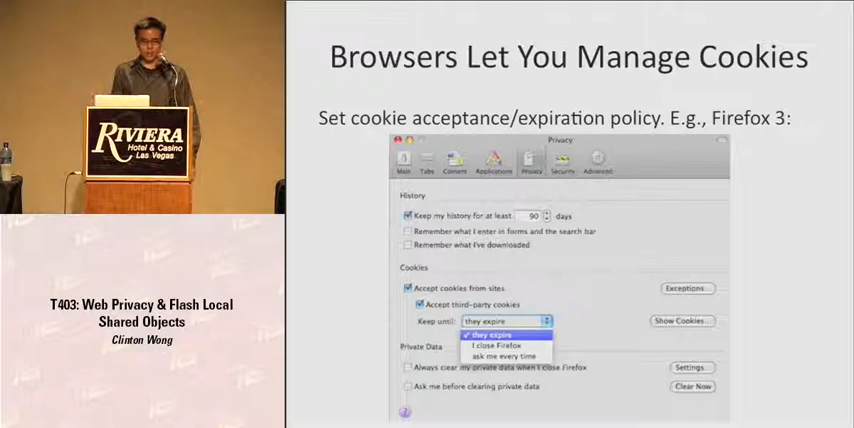 RIVIERA
Hotel & Casino
Las Vegas
T403: Web Privacy & Flash Local
Shared Objects
Clinton Wong
Browsers Let You Manage Cookies
Set cookie acceptance/expiration policy. E.g., Firefox 3:
Privacy
Main Tabs Content Applications Privacy Security Advanced
History
Keep my history for at least 90 days
Remember what I enter in forms and the search bar
Remember what I've downloaded
Cookies
Accept cookies from sites Exceptions...
Accept third-party cookies
Keep until: they expire Show Cookies...
they expire
I close Firefox
ask me every time
Private Data
Always clear my private data when I close Firefox Settings...
Ask me before clearing private data Clear Now